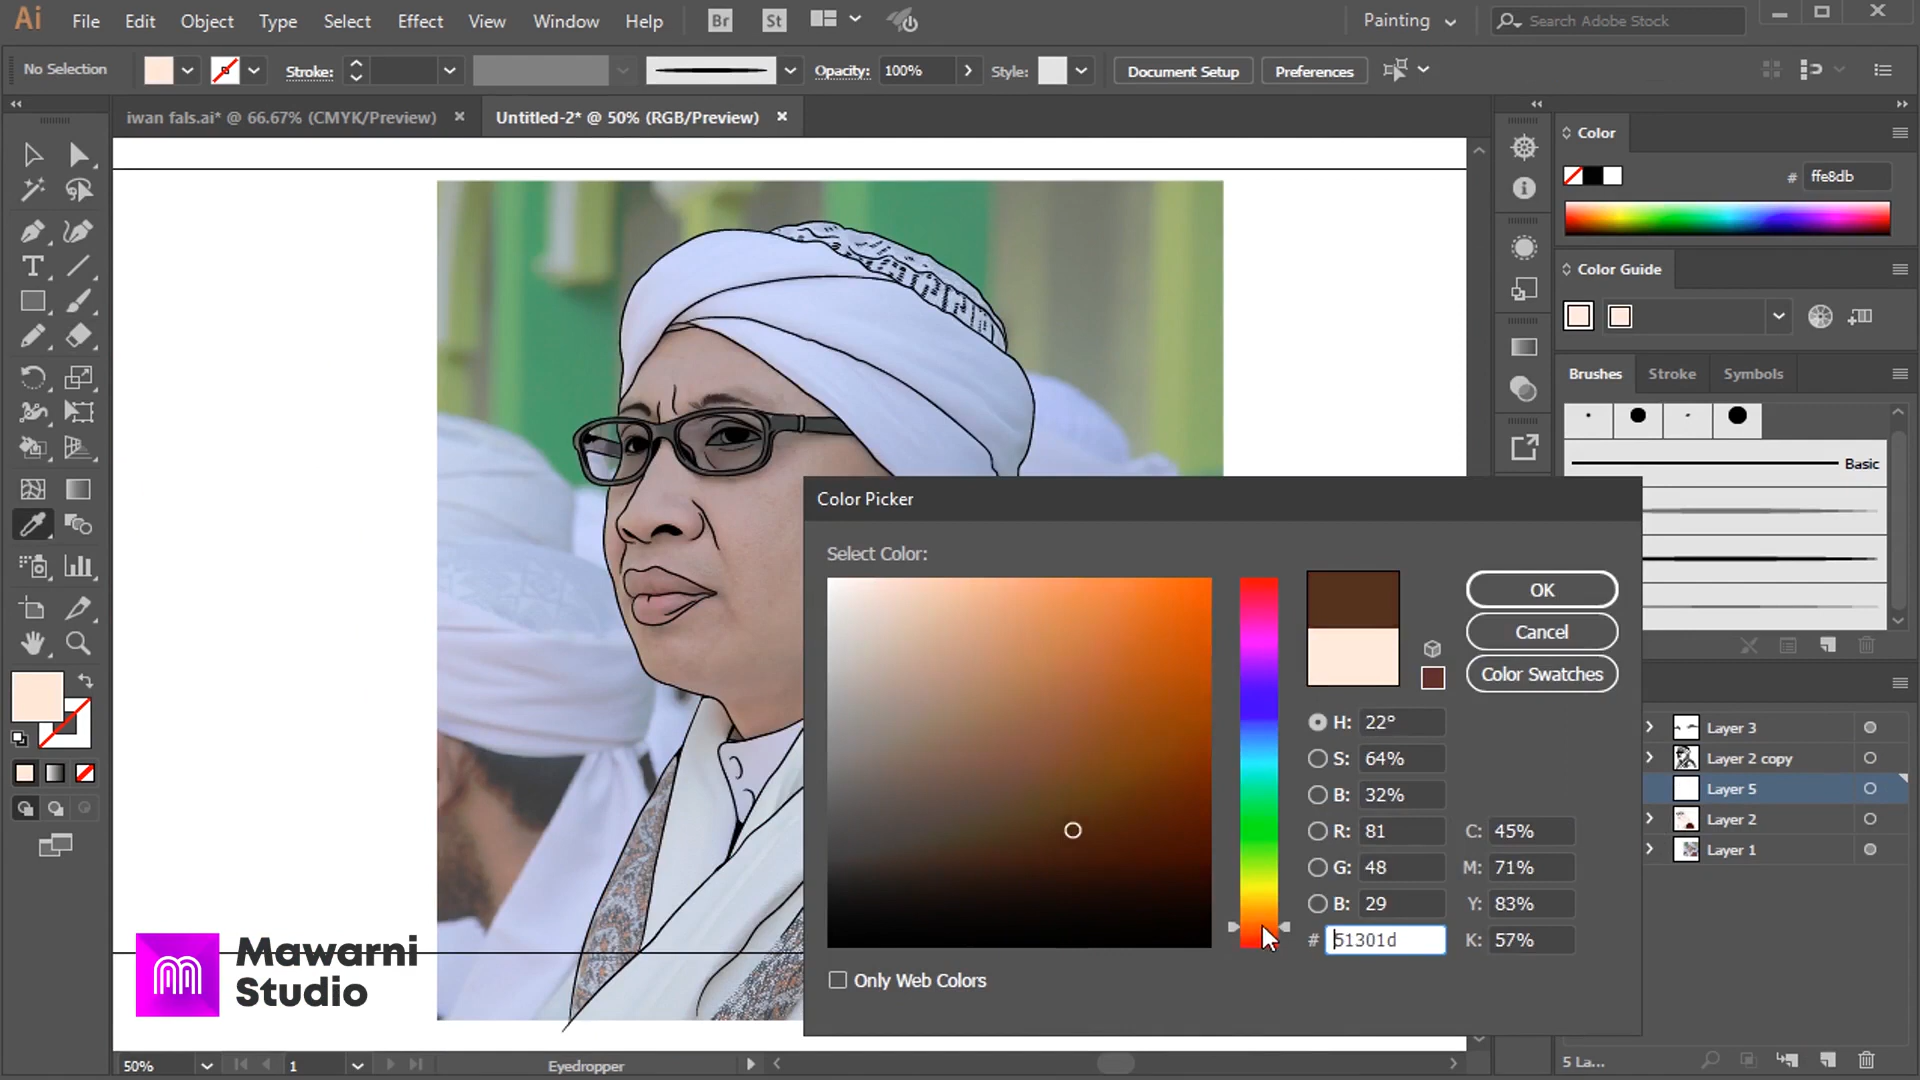 Ai File Edit Object Type Select Effect View Window Help Br St Painting Search Adobe Stock
No Selection Stroke: Opacity: 100% Style: Document Setup Preferences
iwan fals.ai* @ 66.67% (CMYK/Preview) × Untitled-2* @ 50% (RGB/Preview) ×
Color
# ffe8db
Color Guide
Brushes Stroke Symbols
Basic
Color Picker
Select Color:
OK
Cancel
Color Swatches
H: 22°
S: 64%
B: 32%
R: 81 C: 45%
G: 48 M: 71%
B: 29 Y: 83%
# 51301d K: 57%
Only Web Colors
Layer 3
Layer 2 copy
Layer 5
Layer 2
Layer 1
Mawarni
Studio
50% 1 Eyedropper 5 La...